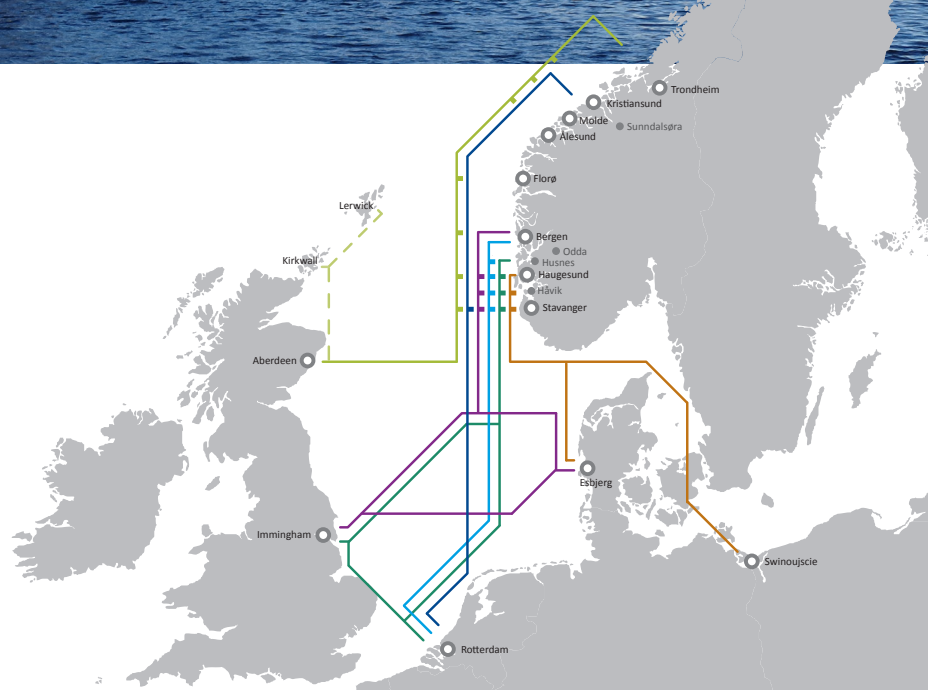 Trondheim
Kristiansund
Molde
Sunndalsøra
Ålesund
Florø
Lerwick
Bergen
Odda
Kirkwall
Husnes
Haugesund
Håvik
Stavanger
Aberdeen
Esbjerg
Immingham
Swinoujscie
Rotterdam